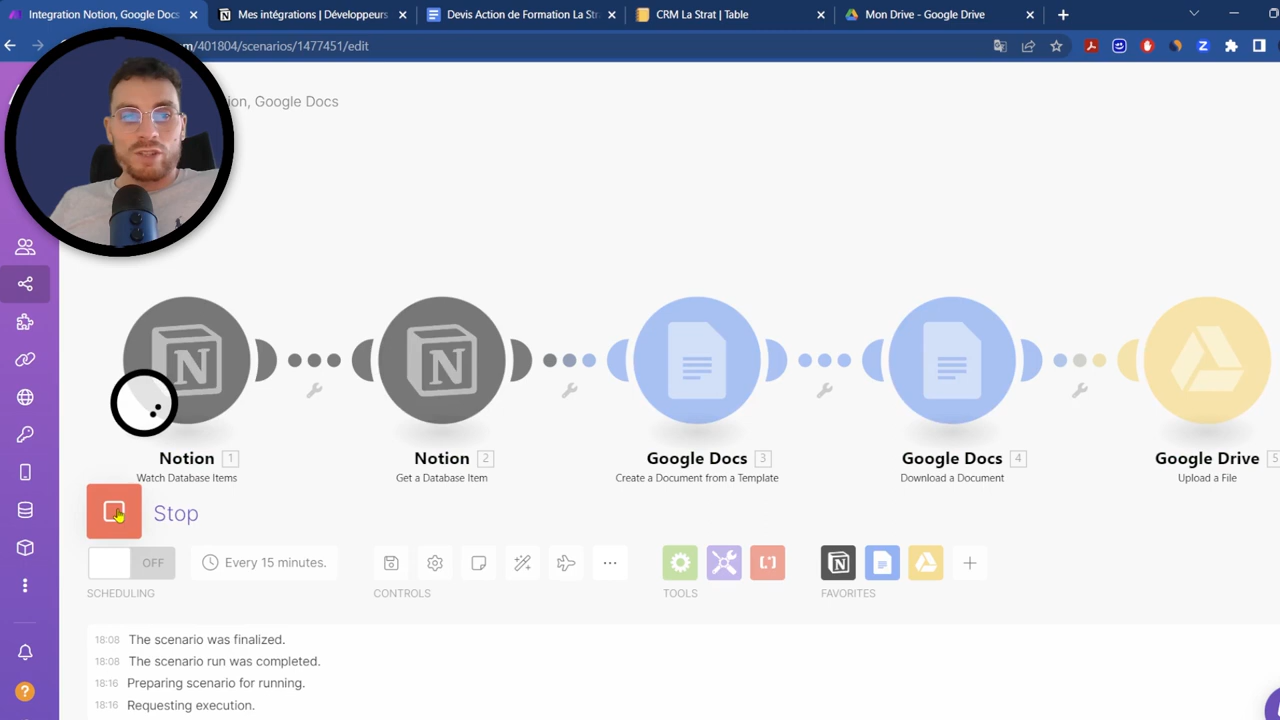 Integration Notion, Google Docs
Mes intégrations | Développeurs
Devis Action de Formation La Str
CRM La Strat | Table
Mon Drive - Google Drive
/401804/scenarios/1477451/edit
Google Docs
Notion 1
Watch Database Items
Notion 2
Get a Database Item
Google Docs 3
Create a Document from a Template
Google Docs 4
Download a Document
Google Drive 5
Upload a File
Stop
OFF
Every 15 minutes.
SCHEDULING
CONTROLS
TOOLS
FAVORITES
18:08 The scenario was finalized.
18:08 The scenario run was completed.
18:16 Preparing scenario for running.
18:16 Requesting execution.